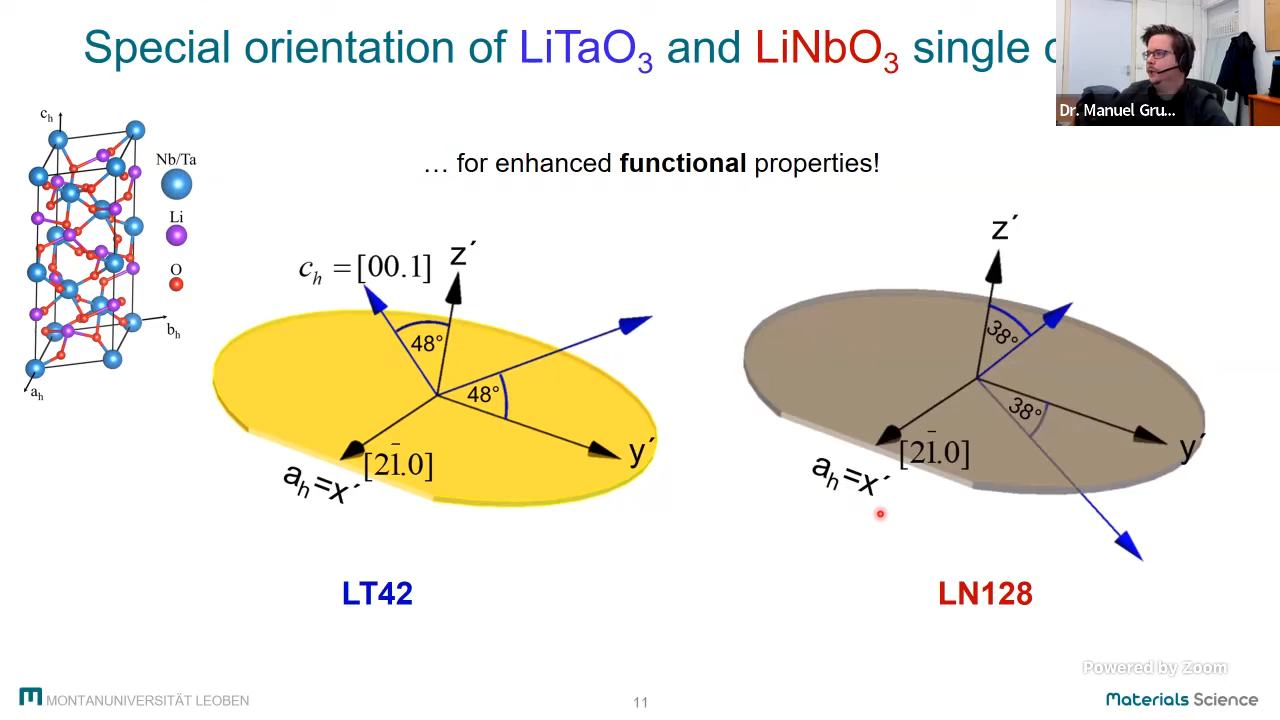 Special orientation of LiTaO₃ and LiNbO₃ single
Dr. Manuel Gru...
… for enhanced functional properties!
c_h
Nb/Ta
Li
O
b_h
a_h
c_h = [00.1]
z´
48°
48°
y´
[21̄.0]
a_h=x´
z´
38°
38°
y´
[21̄.0]
a_h=x´
LT42
LN128
Powered by Zoom
MONTANUNIVERSITÄT LEOBEN
11
Materials Science